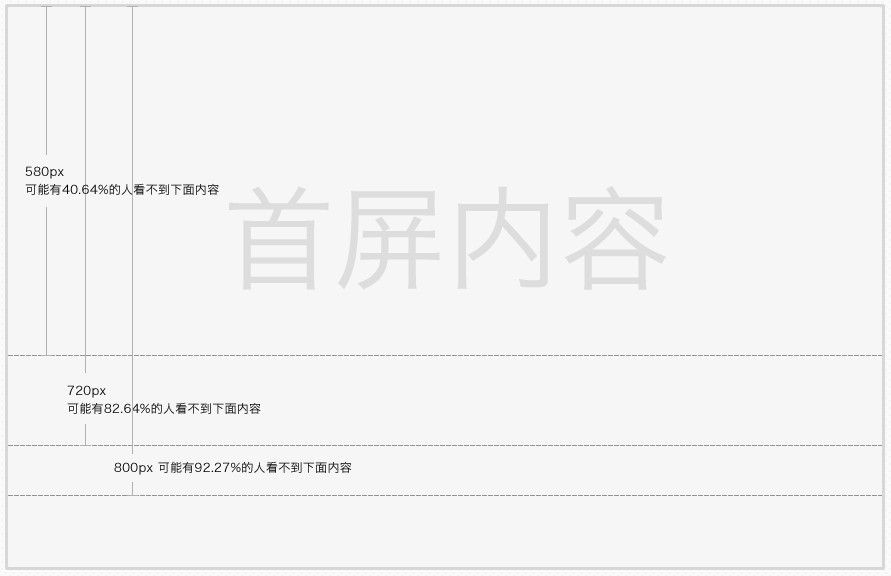 580px
可能有40.64%的人看不到下面内容
首屏内容
720px
可能有82.64%的人看不到下面内容
800px 可能有92.27%的人看不到下面内容